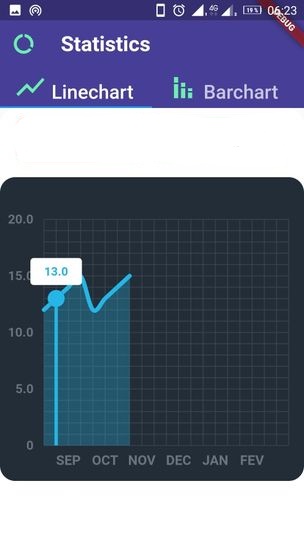 4G
19%
06:23
DEBUG
Statistics
Linechart
Barchart
20.0
15.0
13.0
10.0
5.0
0
SEP OCT NOV DEC JAN FEV